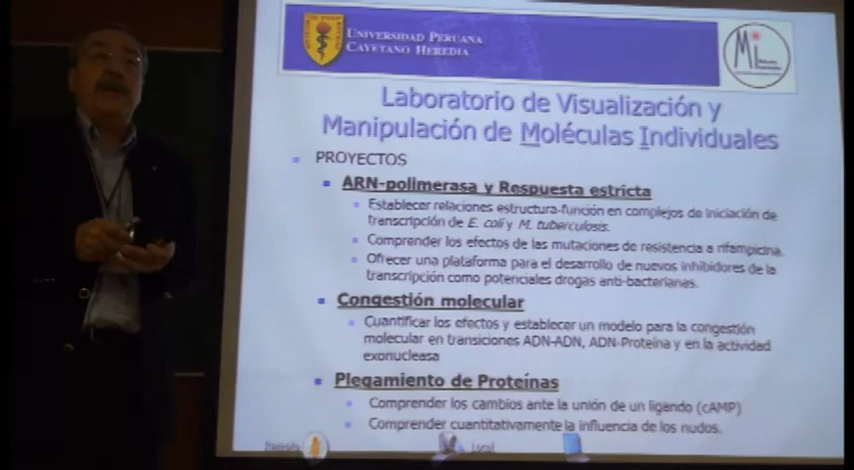 UNIVERSIDAD PERUANA
CAYETANO HEREDIA
Laboratorio de Visualización y
Manipulación de Moléculas Individuales
PROYECTOS
ARN-polimerasa y Respuesta estricta
Establecer relaciones estructura-función en complejos de iniciación de
transcripción de E. coli y M. tuberculosis.
Comprender los efectos de las mutaciones de resistencia a rifampicina.
Ofrecer una plataforma para el desarrollo de nuevos inhibidores de la
transcripción como potenciales drogas anti-bacterianas.
Congestión molecular
Cuantificar los efectos y establecer un modelo para la congestión
molecular en transiciones ADN-ADN, ADN-Proteína y en la actividad
exonucleasa
Plegamiento de Proteínas
Comprender los cambios ante la unión de un ligando (cAMP)
Comprender cuantitativamente la influencia de los nudos.
Local